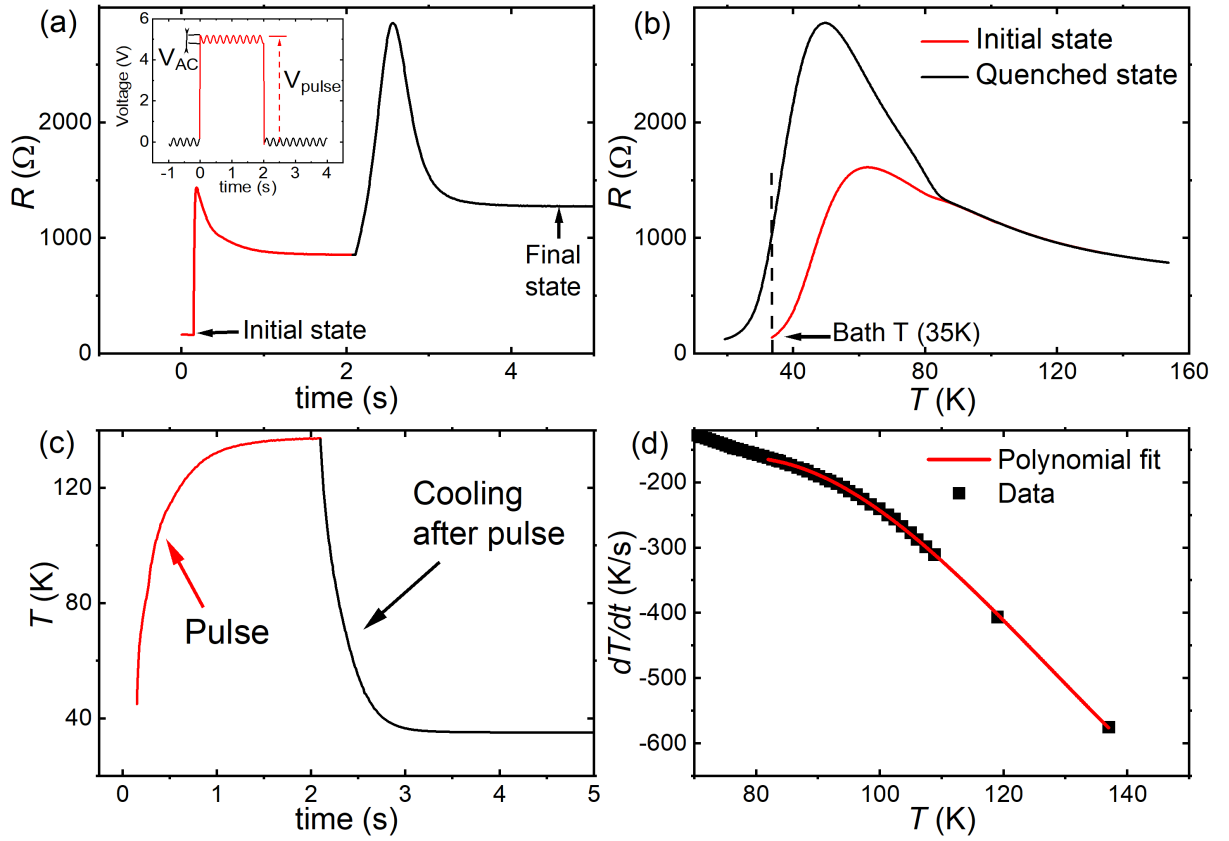 (a)
R (Ω)
2000
1000
0
0
2
4
time (s)
Voltage (V)
6
4
2
0
-1
0
1
2
3
4
time (s)
V_AC
V_pulse
Initial state
Final
state
(b)
R (Ω)
2000
1000
0
40
80
120
160
T (K)
Initial state
Quenched state
Bath T (35K)
(c)
T (K)
120
80
40
0
1
2
3
4
5
time (s)
Pulse
Cooling
after pulse
(d)
dT/dt (K/s)
-200
-300
-400
-500
-600
80
100
120
140
T (K)
Polynomial fit
Data